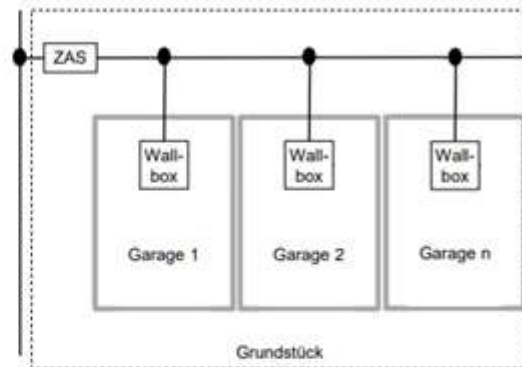 ZAS
Wall-
box
Wall-
box
Wall-
box
Garage 1
Garage 2
Garage n
Grundstück